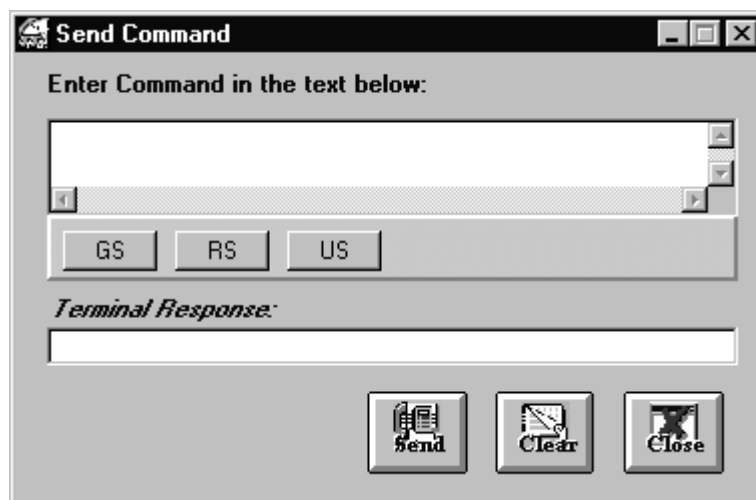 Send Command
Enter Command in the text below:
GS RS US
Terminal Response:
Send Clear Close